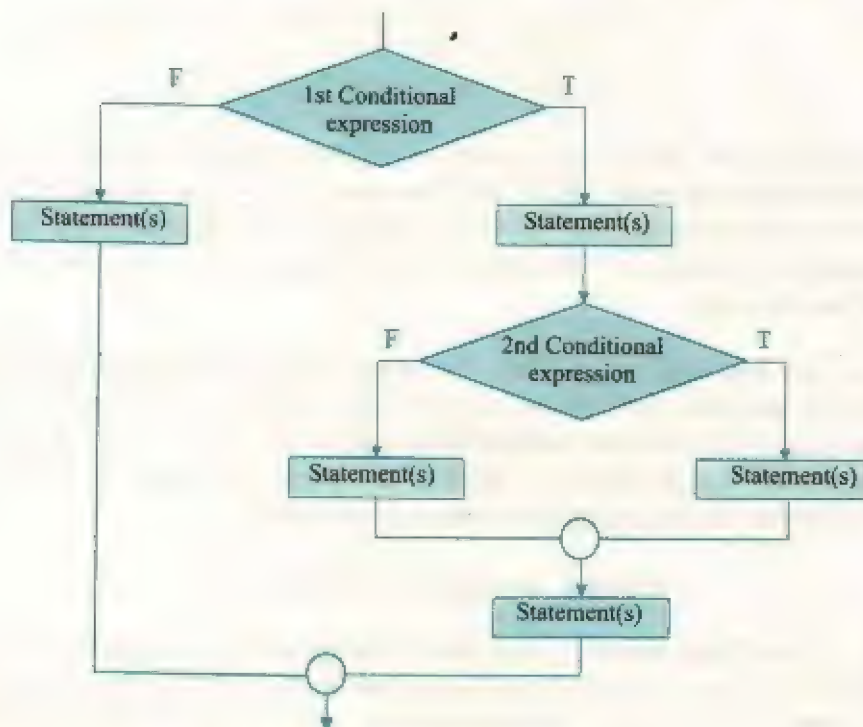 F
1st Conditional
expression
T
Statement(s)
Statement(s)
F
2nd Conditional
expression
T
Statement(s)
Statement(s)
Statement(s)